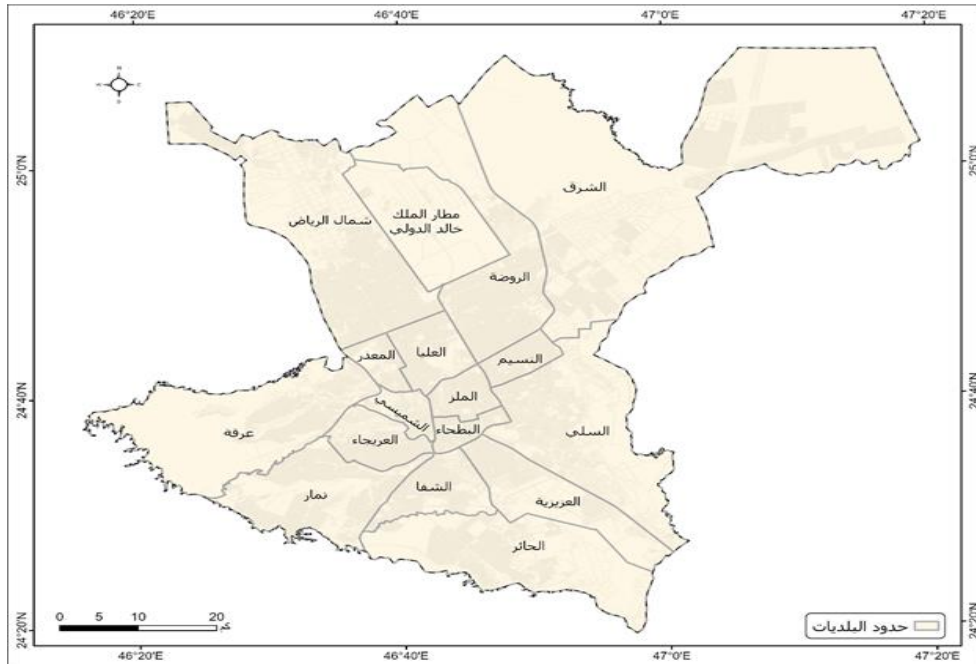 46°20'E
46°40'E
47°0'E
47°20'E
N
25°0'N
25°0'N
الشرق
مطار الملك
خالد الدولي
شمال الرياض
الروضة
العليا
المعذر
النسيم
24°40'N
24°40'N
الملز
الشميسي
البطحاء
السلي
عرقة
العريجاء
نمار
الشفا
العزيزية
الحائر
0 5 10 20
كم
حدود البلديات
24°20'N
24°20'N
46°20'E
46°40'E
47°0'E
47°20'E